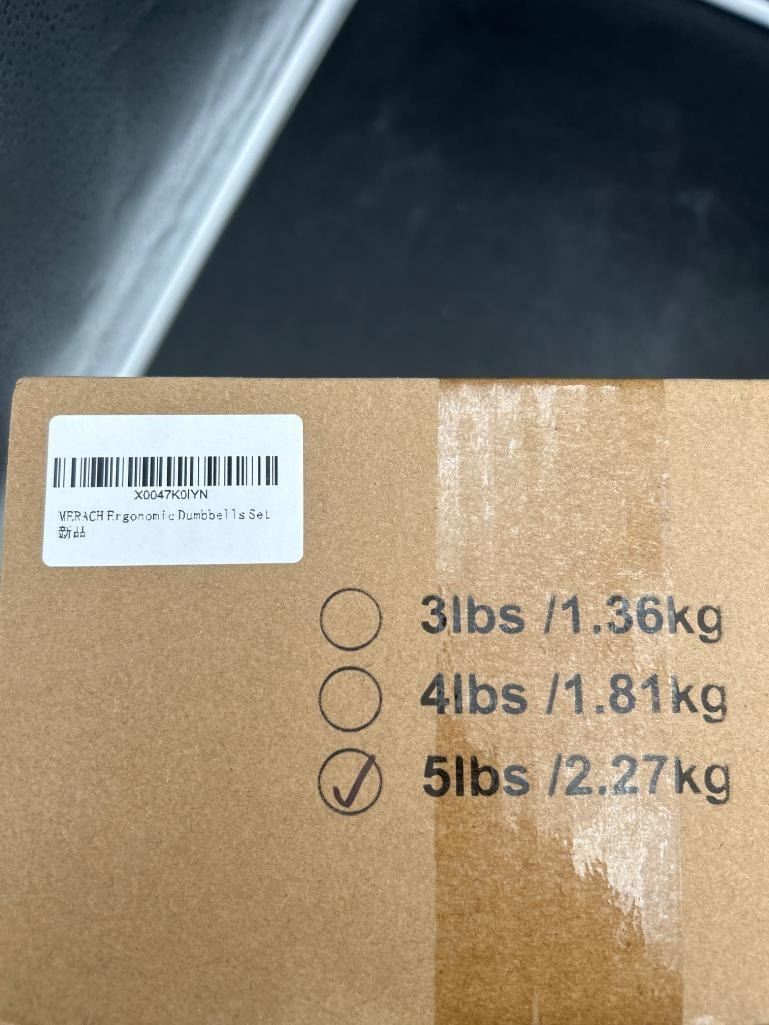 X0047K0IYN
MERACH Ergonomic Dumbbells Set
新品
3lbs /1.36kg
4lbs /1.81kg
5lbs /2.27kg